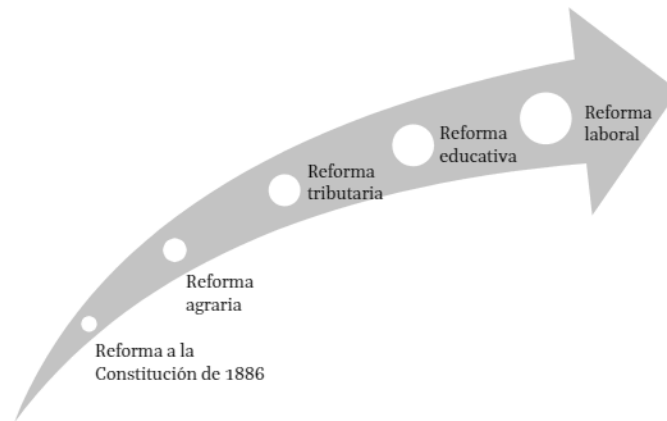 Reforma
laboral
Reforma
educativa
Reforma
tributaria
Reforma
agraria
Reforma a la
Constitución de 1886